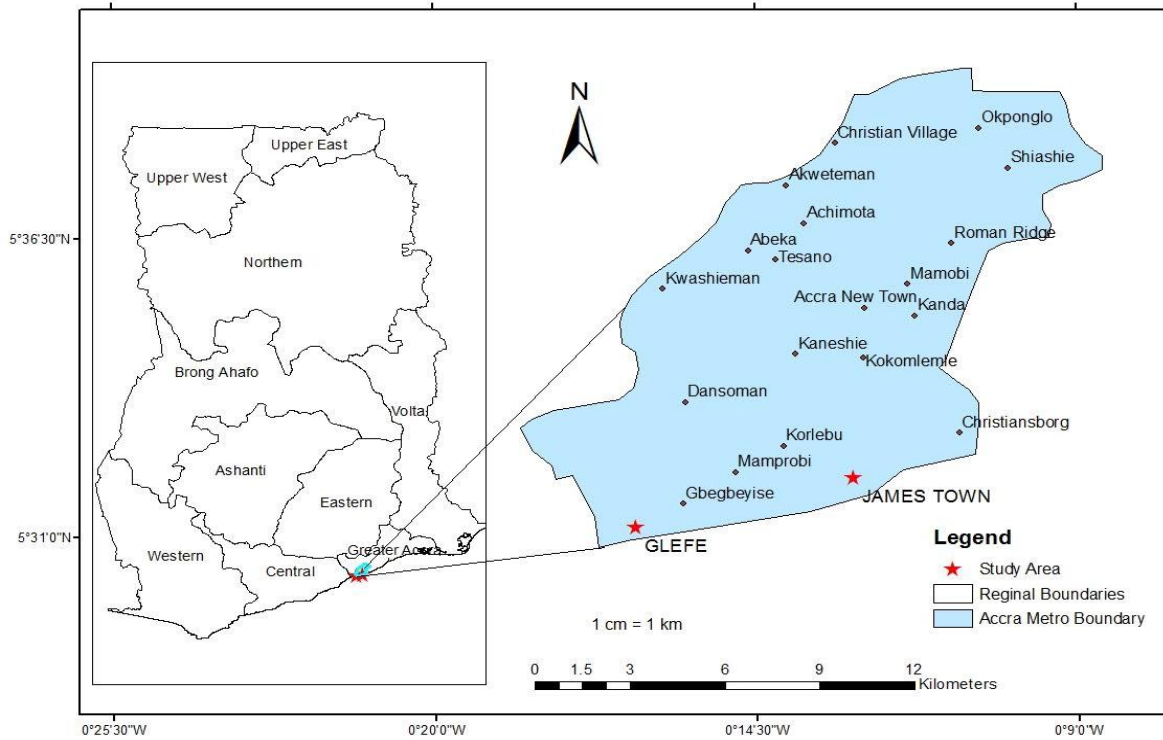 N
Upper East
Upper West
Northern
Brong Ahafo
Volta
Ashanti
Eastern
Western
Central
Greater Accra
Okponglo
Christian Village
Shiashie
Akweteman
Achimota
Roman Ridge
Abeka
Tesano
Kwashieman
Mamobi
Accra New Town
Kanda
Kaneshie
Kokomlemle
Dansoman
Christiansborg
Korlebu
Mamprobi
Gbegbeyise
JAMES TOWN
GLEFE
Legend
Study Area
Reginal Boundaries
Accra Metro Boundary
1 cm = 1 km
0 1.5 3 6 9 12
Kilometers
5°36'30"N
5°31'0"N
0°25'30"W 0°20'0"W 0°14'30"W 0°9'0"W